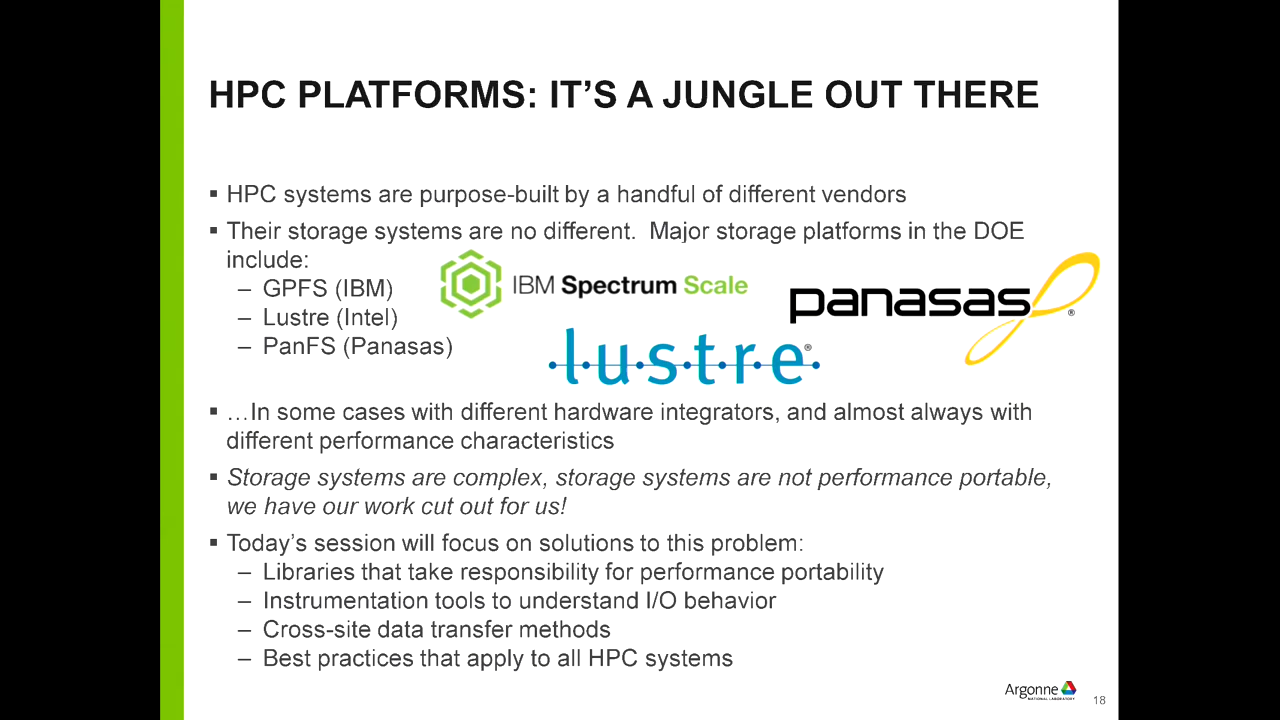 HPC PLATFORMS: IT’S A JUNGLE OUT THERE
▪ HPC systems are purpose-built by a handful of different vendors
▪ Their storage systems are no different.  Major storage platforms in the DOE
include:
– GPFS (IBM)
– Lustre (Intel)
– PanFS (Panasas)
IBM Spectrum Scale
panasas®
lustre®
▪ …In some cases with different hardware integrators, and almost always with
different performance characteristics
▪ Storage systems are complex, storage systems are not performance portable,
we have our work cut out for us!
▪ Today’s session will focus on solutions to this problem:
– Libraries that take responsibility for performance portability
– Instrumentation tools to understand I/O behavior
– Cross-site data transfer methods
– Best practices that apply to all HPC systems
Argonne
NATIONAL LABORATORY
18